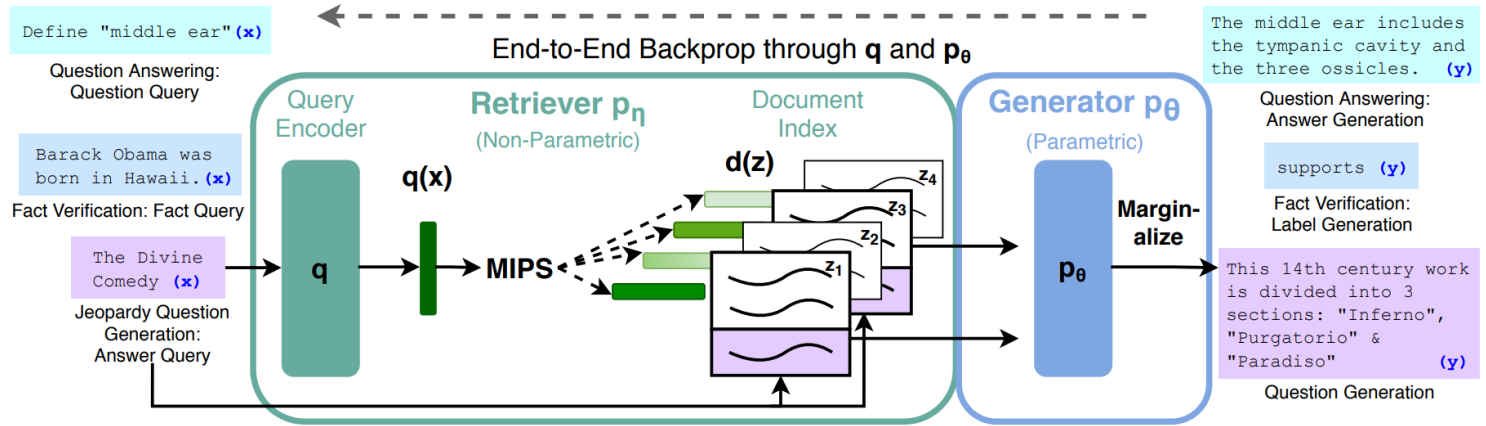 Define "middle ear"(x)
Question Answering:
Question Query
Barack Obama was
born in Hawaii.(x)
Fact Verification: Fact Query
The Divine
Comedy (x)
Jeopardy Question
Generation:
Answer Query
End-to-End Backprop through q and pθ
Query
Encoder
q
q(x)
Retriever pη
(Non-Parametric)
MIPS
Document
Index
d(z)
z4
z3
z2
z1
Generator pθ
(Parametric)
pθ
Margin-
alize
The middle ear includes
the tympanic cavity and
the three ossicles. (y)
Question Answering:
Answer Generation
supports (y)
Fact Verification:
Label Generation
This 14th century work
is divided into 3
sections: "Inferno",
"Purgatorio" &
"Paradiso" (y)
Question Generation